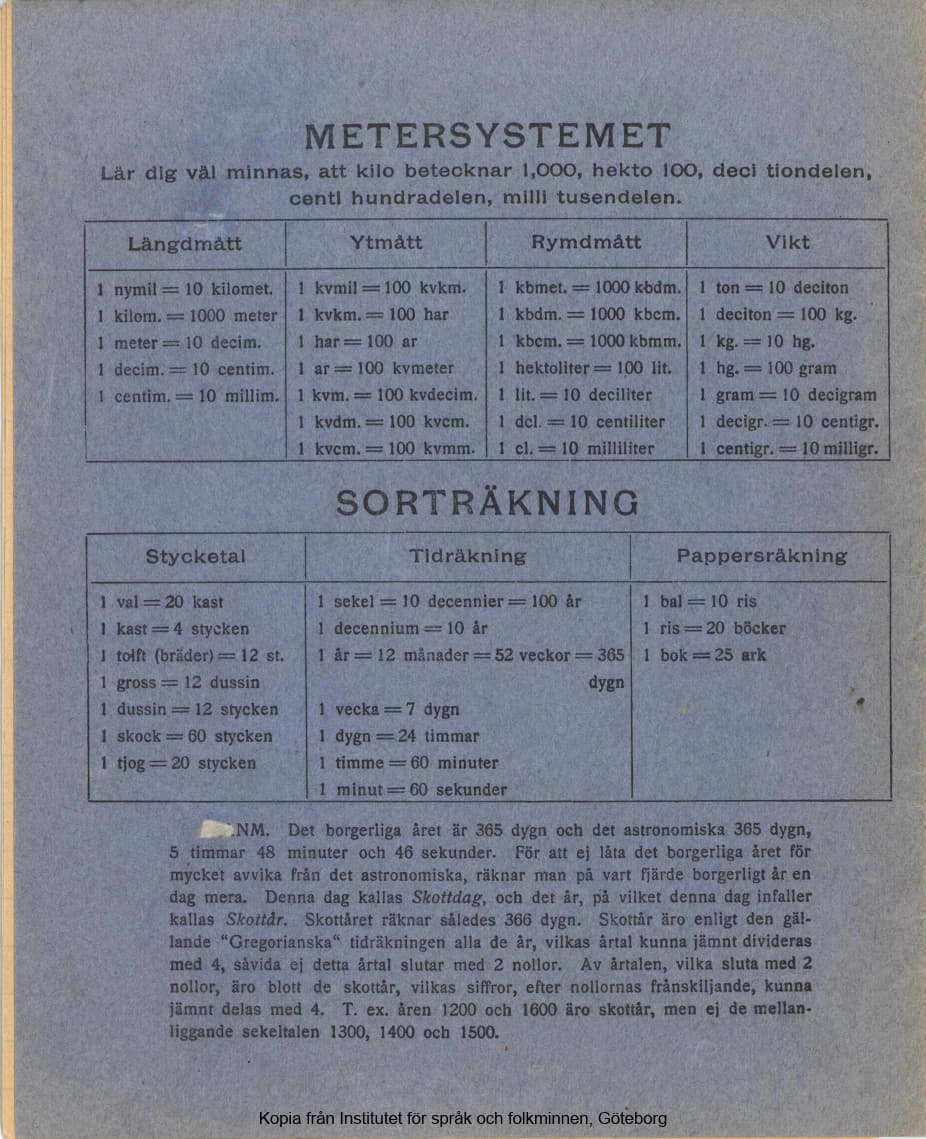 METERSYSTEMET
Lär dig väl minnas, att kilo betecknar 1,000, hekto 100, deci tiondelen,
centi hundradelen, milli tusendelen.
Längdmått
1 nymil = 10 kilomet.
1 kilom. = 1000 meter
1 meter = 10 decim.
1 decim. = 10 centim.
1 centim. = 10 millim.
Ytmått
1 kvmil = 100 kvkm.
1 kvkm. = 100 har
1 har = 100 ar
1 ar = 100 kvmeter
1 kvm. = 100 kvdecim.
1 kvdm. = 100 kvcm.
1 kvcm. = 100 kvmm.
Rymdmått
1 kbmet. = 1000 kbdm.
1 kbdm. = 1000 kbcm.
1 kbcm. = 1000 kbmm.
1 hektoliter = 100 lit.
1 lit. = 10 deciliter
1 dcl. = 10 centiliter
1 cl. = 10 milliliter
Vikt
1 ton = 10 deciton
1 deciton = 100 kg.
1 kg. = 10 hg.
1 hg. = 100 gram
1 gram = 10 decigram
1 decigr. = 10 centigr.
1 centigr. = 10 milligr.
SORTRÄKNING
Stycketal
1 val = 20 kast
1 kast = 4 stycken
1 tolft (bräder) = 12 st.
1 gross = 12 dussin
1 dussin = 12 stycken
1 skock = 60 stycken
1 tjog = 20 stycken
Tidräkning
1 sekel = 10 decennier = 100 år
1 decennium = 10 år
1 år = 12 månader = 52 veckor = 365
dygn
1 vecka = 7 dygn
1 dygn = 24 timmar
1 timme = 60 minuter
1 minut = 60 sekunder
Pappersräkning
1 bal = 10 ris
1 ris = 20 böcker
1 bok = 25 ark
NM. Det borgerliga året är 365 dygn och det astronomiska 365 dygn,
5 timmar 48 minuter och 46 sekunder. För att ej låta det borgerliga året för
mycket avvika från det astronomiska, räknar man på vart fjärde borgerligt år en
dag mera. Denna dag kallas Skottdag, och det år, på vilket denna dag infaller
kallas Skottår. Skottåret räknar således 366 dygn. Skottår äro enligt den gäl-
lande "Gregorianska" tidräkningen alla de år, vilkas årtal kunna jämnt divideras
med 4, såvida ej detta årtal slutar med 2 nollor. Av årtalen, vilka sluta med 2
nollor, äro blott de skottår, vilkas siffror, efter nollornas frånskiljande, kunna
jämnt delas med 4. T. ex. åren 1200 och 1600 äro skottår, men ej de mellan-
liggande sekeltalen 1300, 1400 och 1500.
Kopia från Institutet för språk och folkminnen, Göteborg